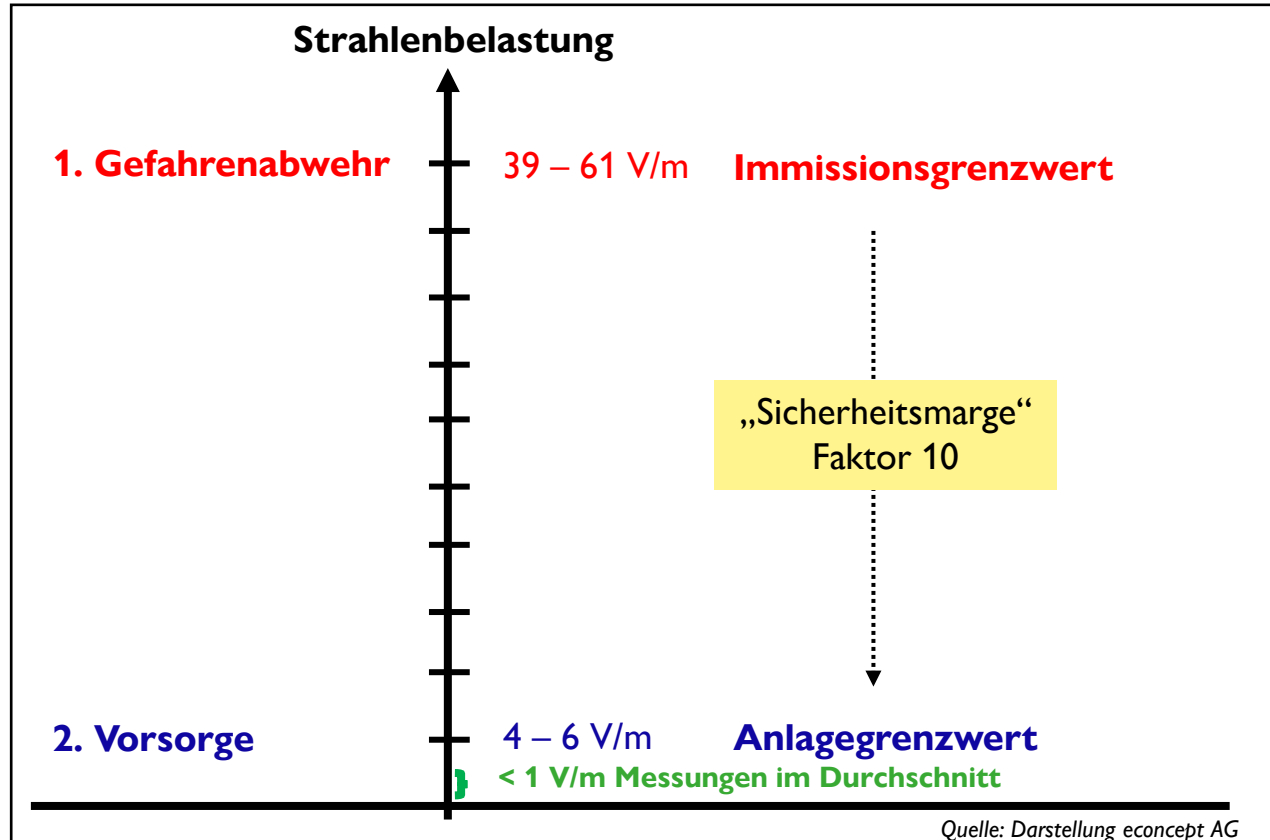 Strahlenbelastung
1. Gefahrenabwehr
39 – 61 V/m
Immissionsgrenzwert
„Sicherheitsmarge“
Faktor 10
2. Vorsorge
4 – 6 V/m
Anlagegrenzwert
< 1 V/m Messungen im Durchschnitt
Quelle: Darstellung econcept AG